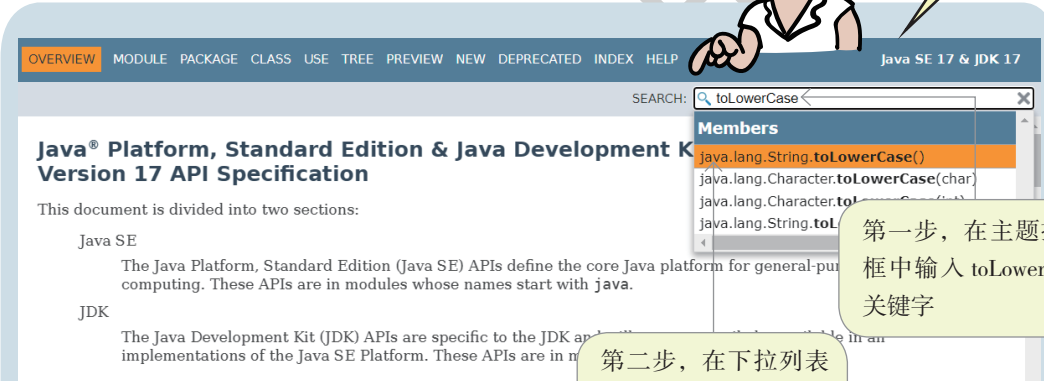 OVERVIEW MODULE PACKAGE CLASS USE TREE PREVIEW NEW DEPRECATED INDEX HELP
Java SE 17 & JDK 17
SEARCH: toLowerCase
Members
java.lang.String.toLowerCase()
java.lang.Character.toLowerCase(char)
java.lang.Character.
java.lang.String.
Java® Platform, Standard Edition & Java Development
Version 17 API Specification
This document is divided into two sections:
Java SE
The Java Platform, Standard Edition (Java SE) APIs define the core Java platform for
computing. These APIs are in modules whose names start with java.
JDK
The Java Development Kit (JDK) APIs are specific to the JDK
implementations of the Java SE Platform. These APIs are in
第一步，在主题
框中输入 toLower
关键字
第二步，在下拉列表